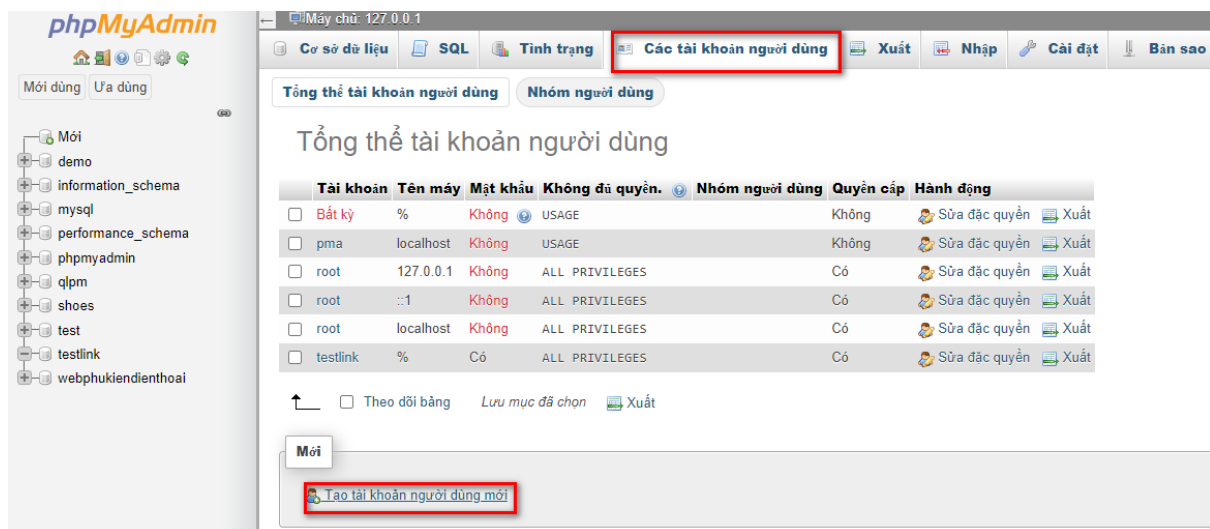 phpMyAdmin
Mới dùng Ưa dùng
Mới
demo
information_schema
mysql
performance_schema
phpmyadmin
qlpm
shoes
test
testlink
webphukiendienthoai
Máy chủ: 127.0.0.1
Cơ sở dữ liệu SQL Tình trạng Các tài khoản người dùng Xuất Nhập Cài đặt Bản sao
Tổng thể tài khoản người dùng Nhóm người dùng
Tổng thể tài khoản người dùng
Tài khoản Tên máy Mật khẩu Không đủ quyền. Nhóm người dùng Quyền cấp Hành động
Bất kỳ % Không USAGE Không Sửa đặc quyền Xuất
pma localhost Không USAGE Không Sửa đặc quyền Xuất
root 127.0.0.1 Không ALL PRIVILEGES Có Sửa đặc quyền Xuất
root ::1 Không ALL PRIVILEGES Có Sửa đặc quyền Xuất
root localhost Không ALL PRIVILEGES Có Sửa đặc quyền Xuất
testlink % Có ALL PRIVILEGES Có Sửa đặc quyền Xuất
Theo dõi bảng Lưu mục đã chọn Xuất
Mới
Tạo tài khoản người dùng mới